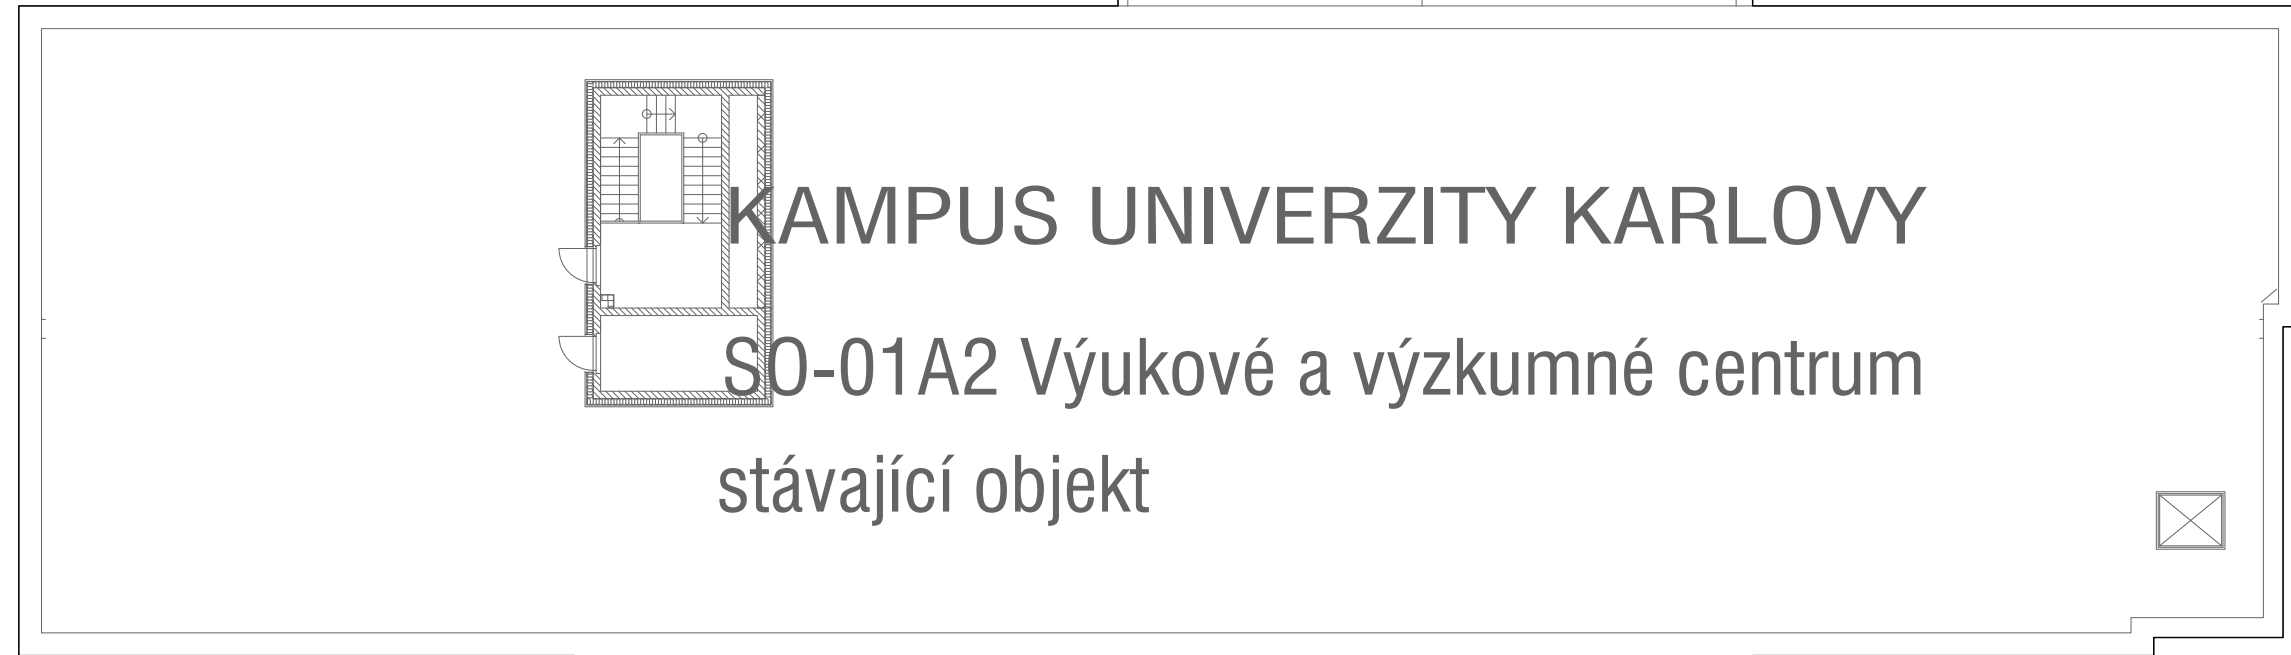 KAMPUS UNIVERZITY KARLOVY
SO-01A2 Výukové a výzkumné centrum
stávající objekt